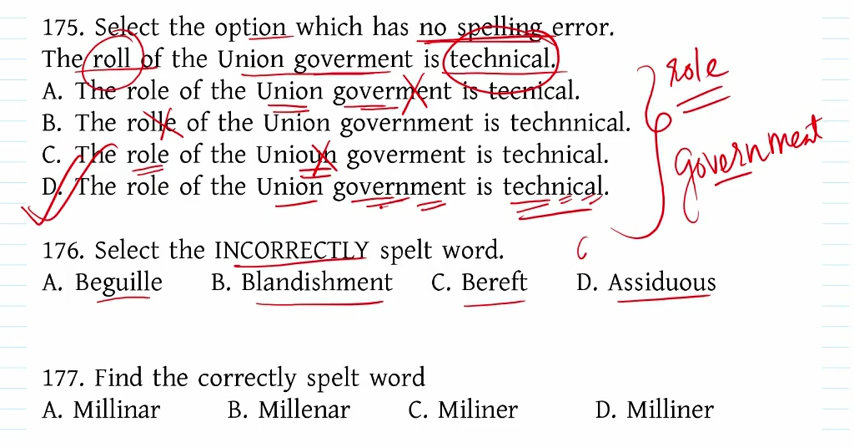 175. Select the option which has no spelling error.
The roll of the Union goverment is technical.
A. The role of the Union goverment is tecnical.
B. The rolle of the Union government is technnical.
C. The role of the Unioun goverment is technical.
D. The role of the Union government is technical.
role
government
176. Select the INCORRECTLY spelt word.
A. Beguille B. Blandishment C. Bereft D. Assiduous
177. Find the correctly spelt word
A. Millinar B. Millenar C. Miliner D. Milliner